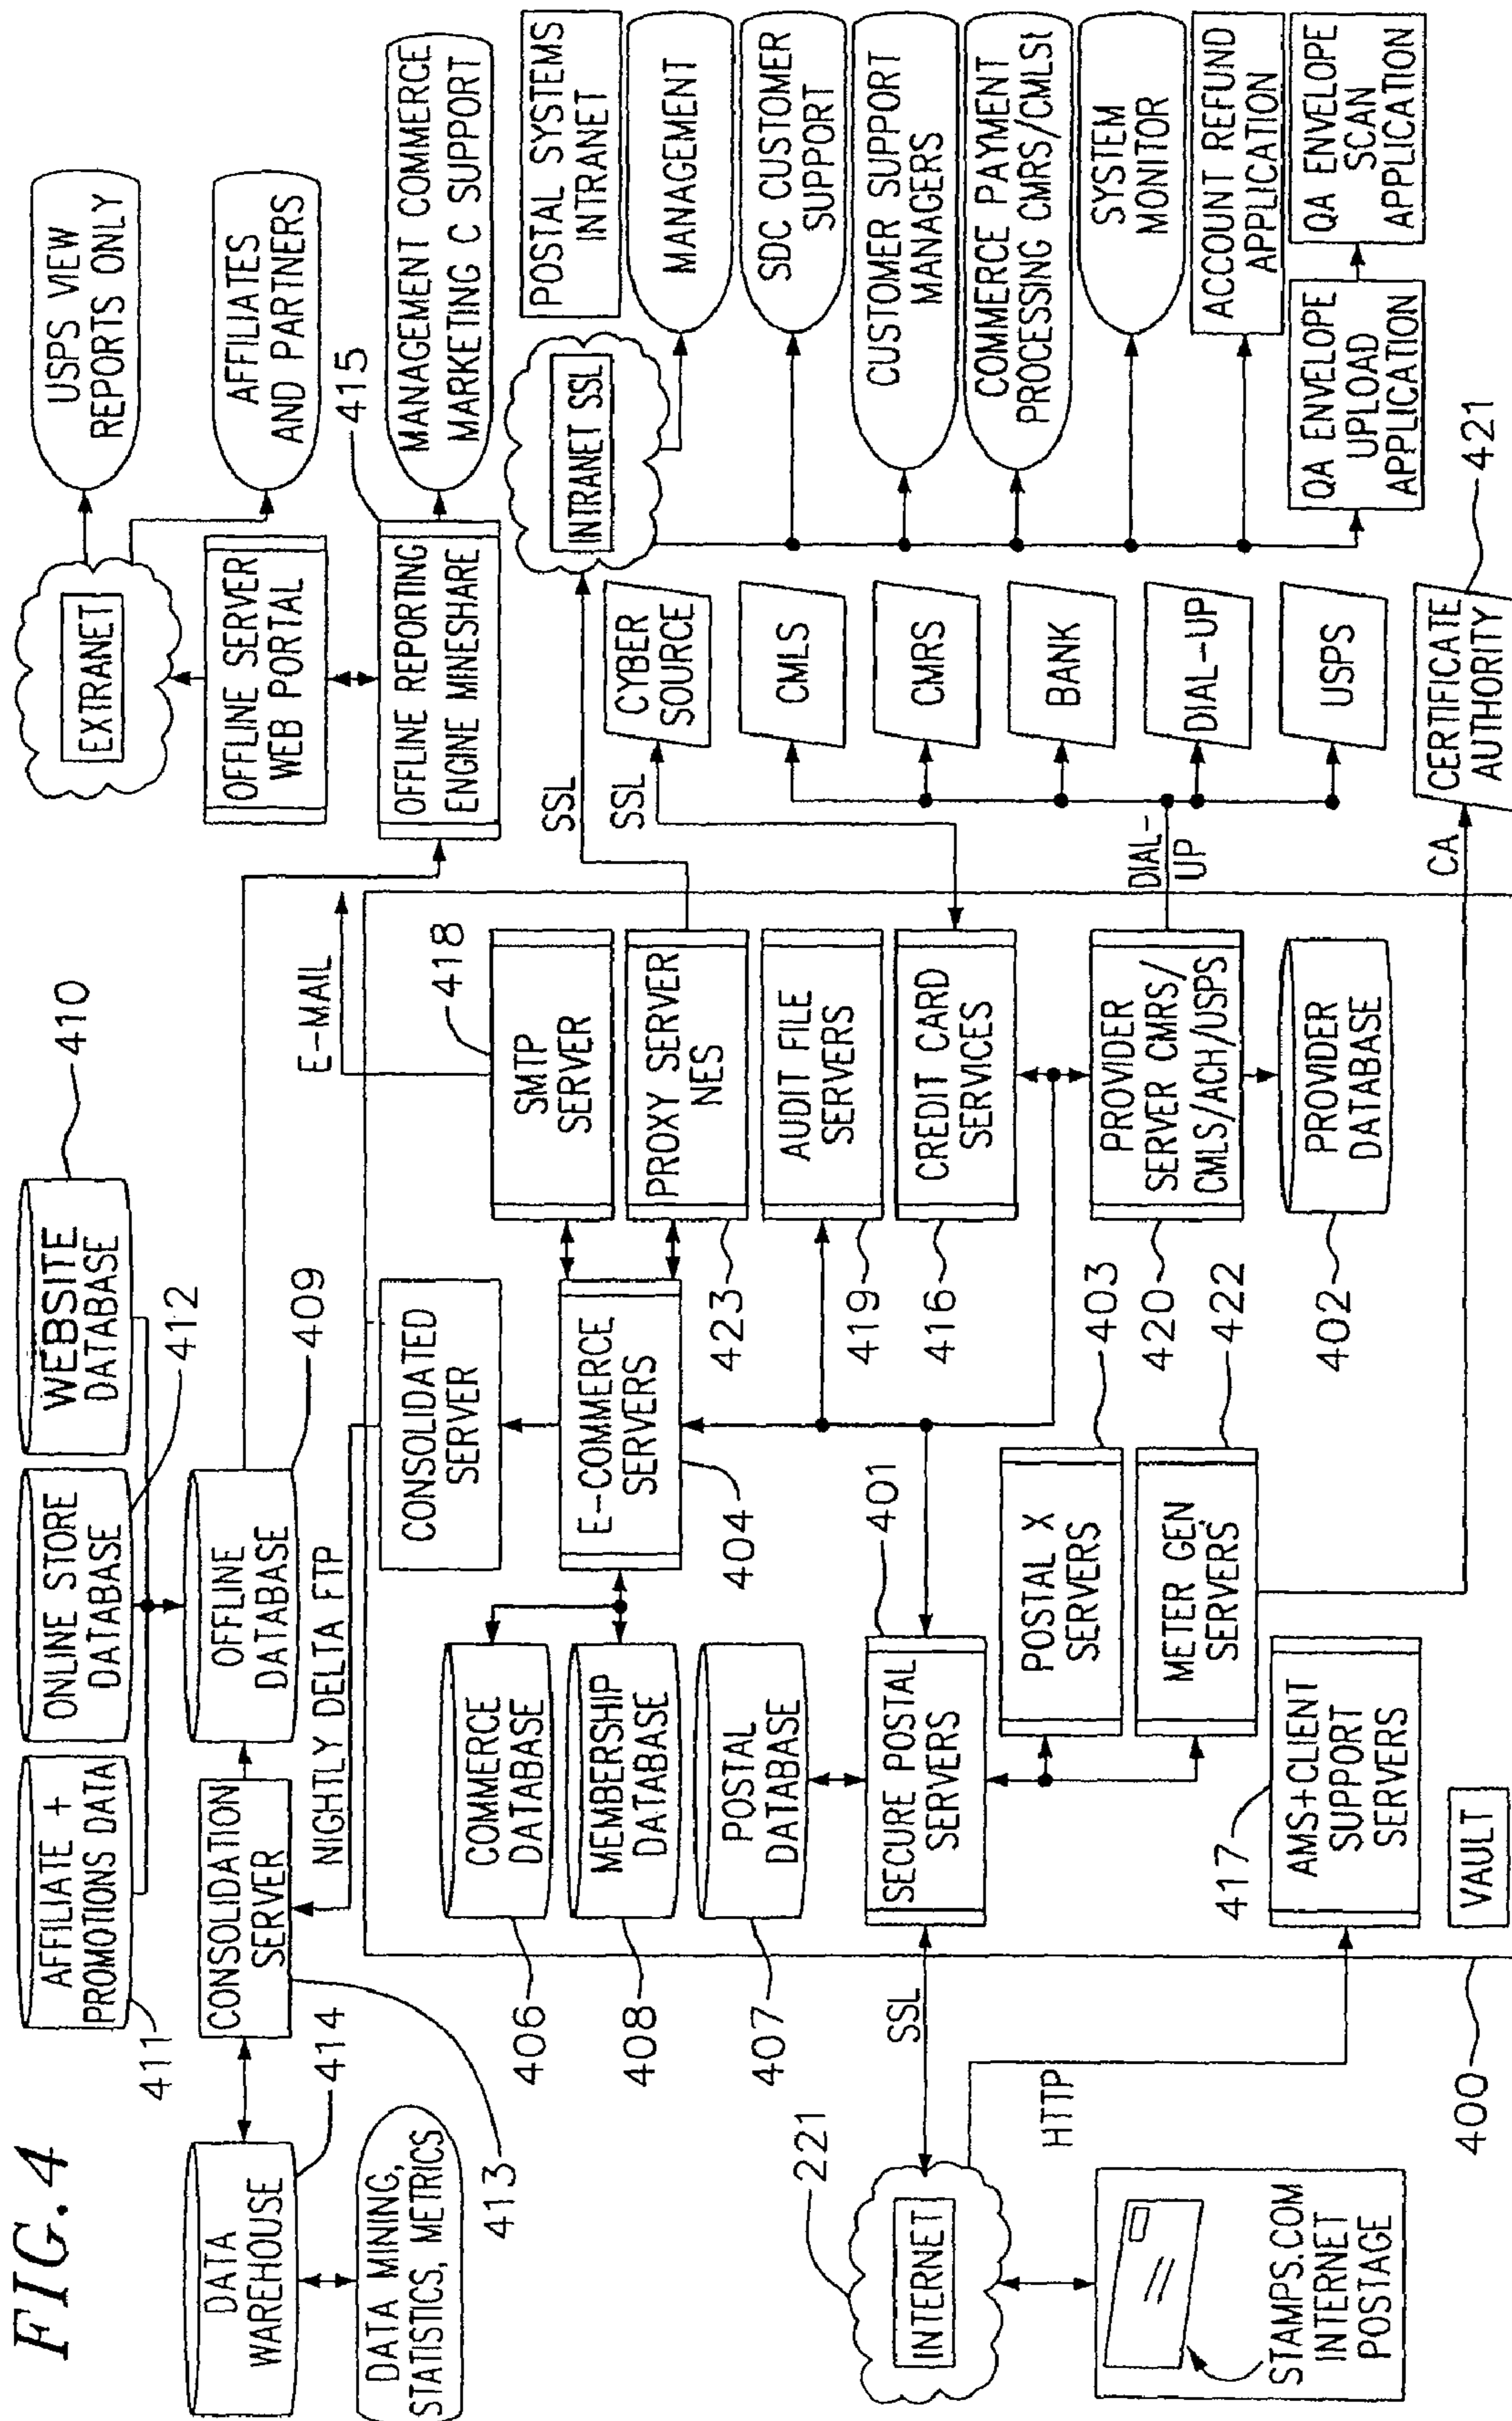 FIG. 4
AFFILIATE +
PROMOTIONS DATA
411
ONLINE STORE
DATABASE
412
WEBSITE
DATABASE
410
DATA
WAREHOUSE
414
CONSOLIDATION
SERVER
413
OFFLINE
DATABASE
409
DATA MINING,
STATISTICS, METRICS
NIGHTLY DELTA FTP
E-MAIL
EXTRANET
USPS VIEW
REPORTS ONLY
OFFLINE SERVER
WEB PORTAL
AFFILIATES
AND PARTNERS
415
OFFLINE REPORTING
ENGINE MINESHARE
MANAGEMENT COMMERCE
MARKETING C SUPPORT
CONSOLIDATED
SERVER
COMMERCE
DATABASE
406
MEMBERSHIP
DATABASE
408
POSTAL
DATABASE
407
E-COMMERCE
SERVERS
404
SMTP
SERVER
418
PROXY SERVER
NES
423
AUDIT FILE
SERVERS
419
CREDIT CARD
SERVICES
416
PROVIDER
SERVER CMRS/
CMLS/ACH/USPS
420
PROVIDER
DATABASE
402
SECURE POSTAL
SERVERS
401
POSTAL X
SERVERS
403
METER GEN
SERVERS
422
AMS+CLIENT
SUPPORT
SERVERS
417
VAULT
400
221
INTERNET
SSL
HTTP
STAMPS.COM
INTERNET
POSTAGE
SSL
SSL
DIAL-
UP
CA
INTRANET SSL
CYBER
SOURCE
CMLS
CMRS
BANK
DIAL-UP
USPS
CERTIFICATE
AUTHORITY
421
POSTAL SYSTEMS
INTRANET
MANAGEMENT
SDC CUSTOMER
SUPPORT
CUSTOMER SUPPORT
MANAGERS
COMMERCE PAYMENT
PROCESSING CMRS/CMLSt
SYSTEM
MONITOR
ACCOUNT REFUND
APPLICATION
QA ENVELOPE
UPLOAD
APPLICATION
QA ENVELOPE
SCAN
APPLICATION